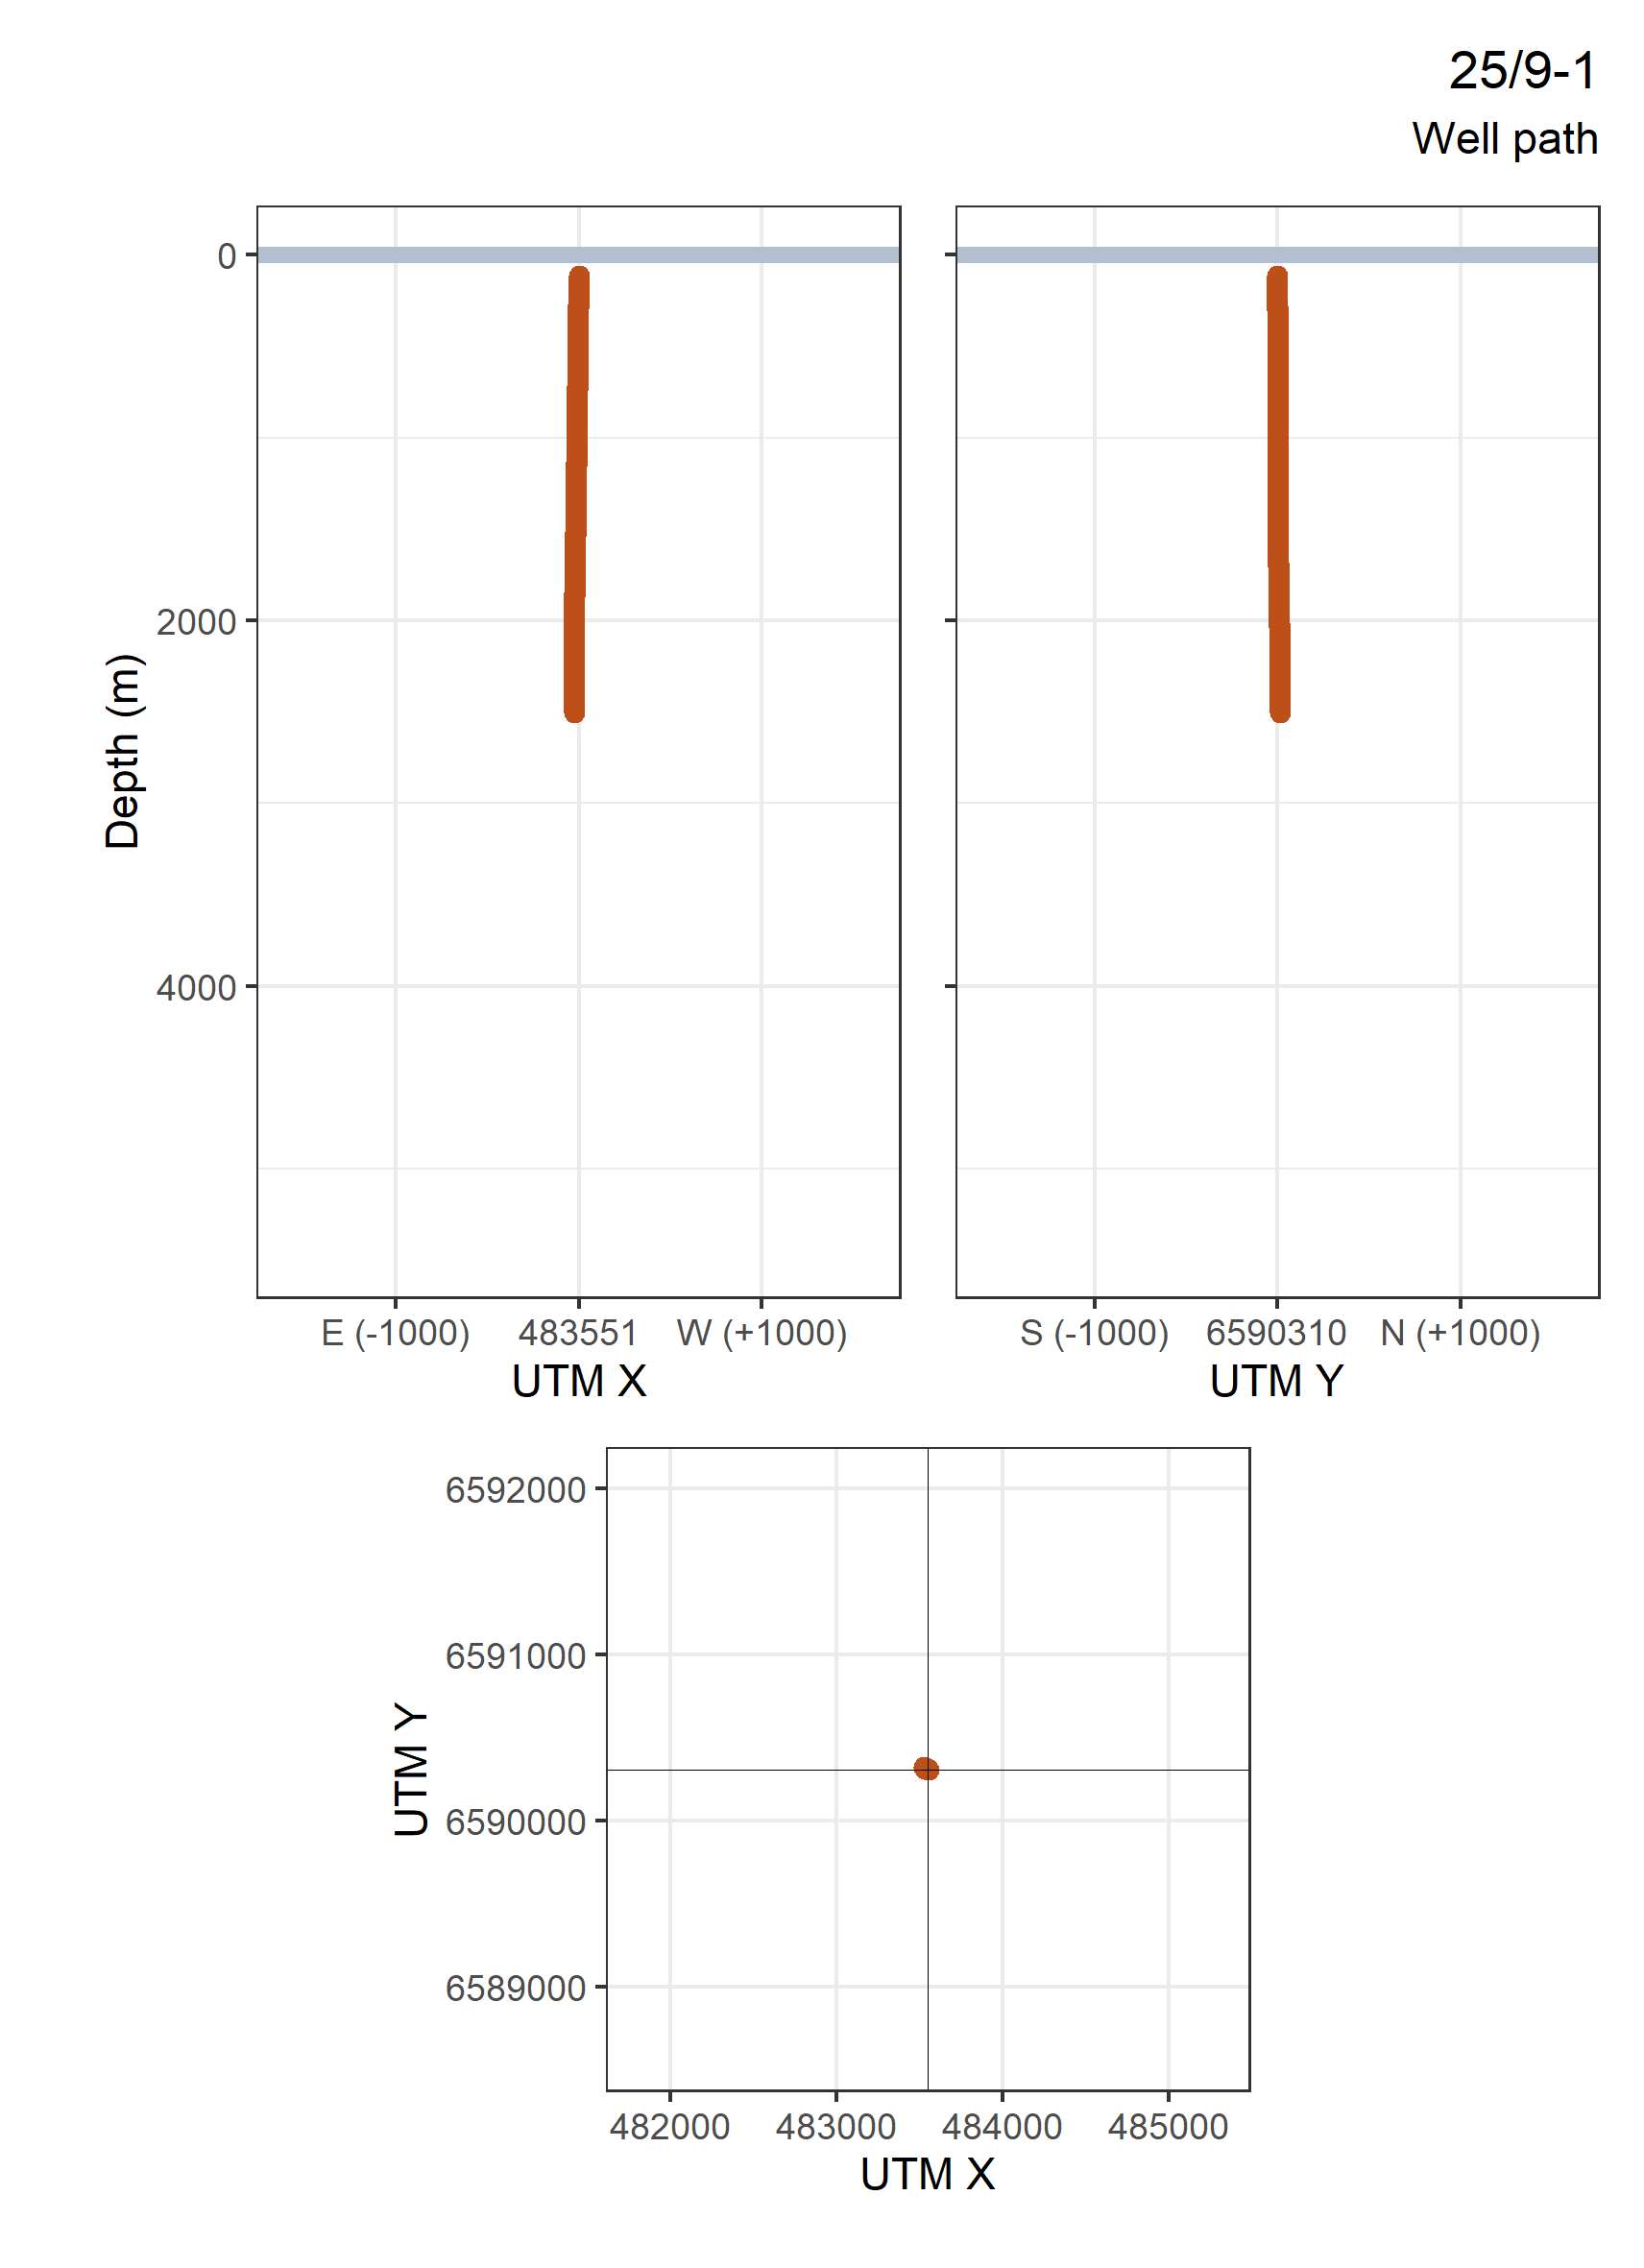 25/9-1
Well path
0
2000
4000
Depth (m)
E (-1000) 483551 W (+1000)
UTM X
S (-1000) 6590310 N (+1000)
UTM Y
6592000
6591000
6590000
6589000
UTM Y
482000 483000 484000 485000
UTM X